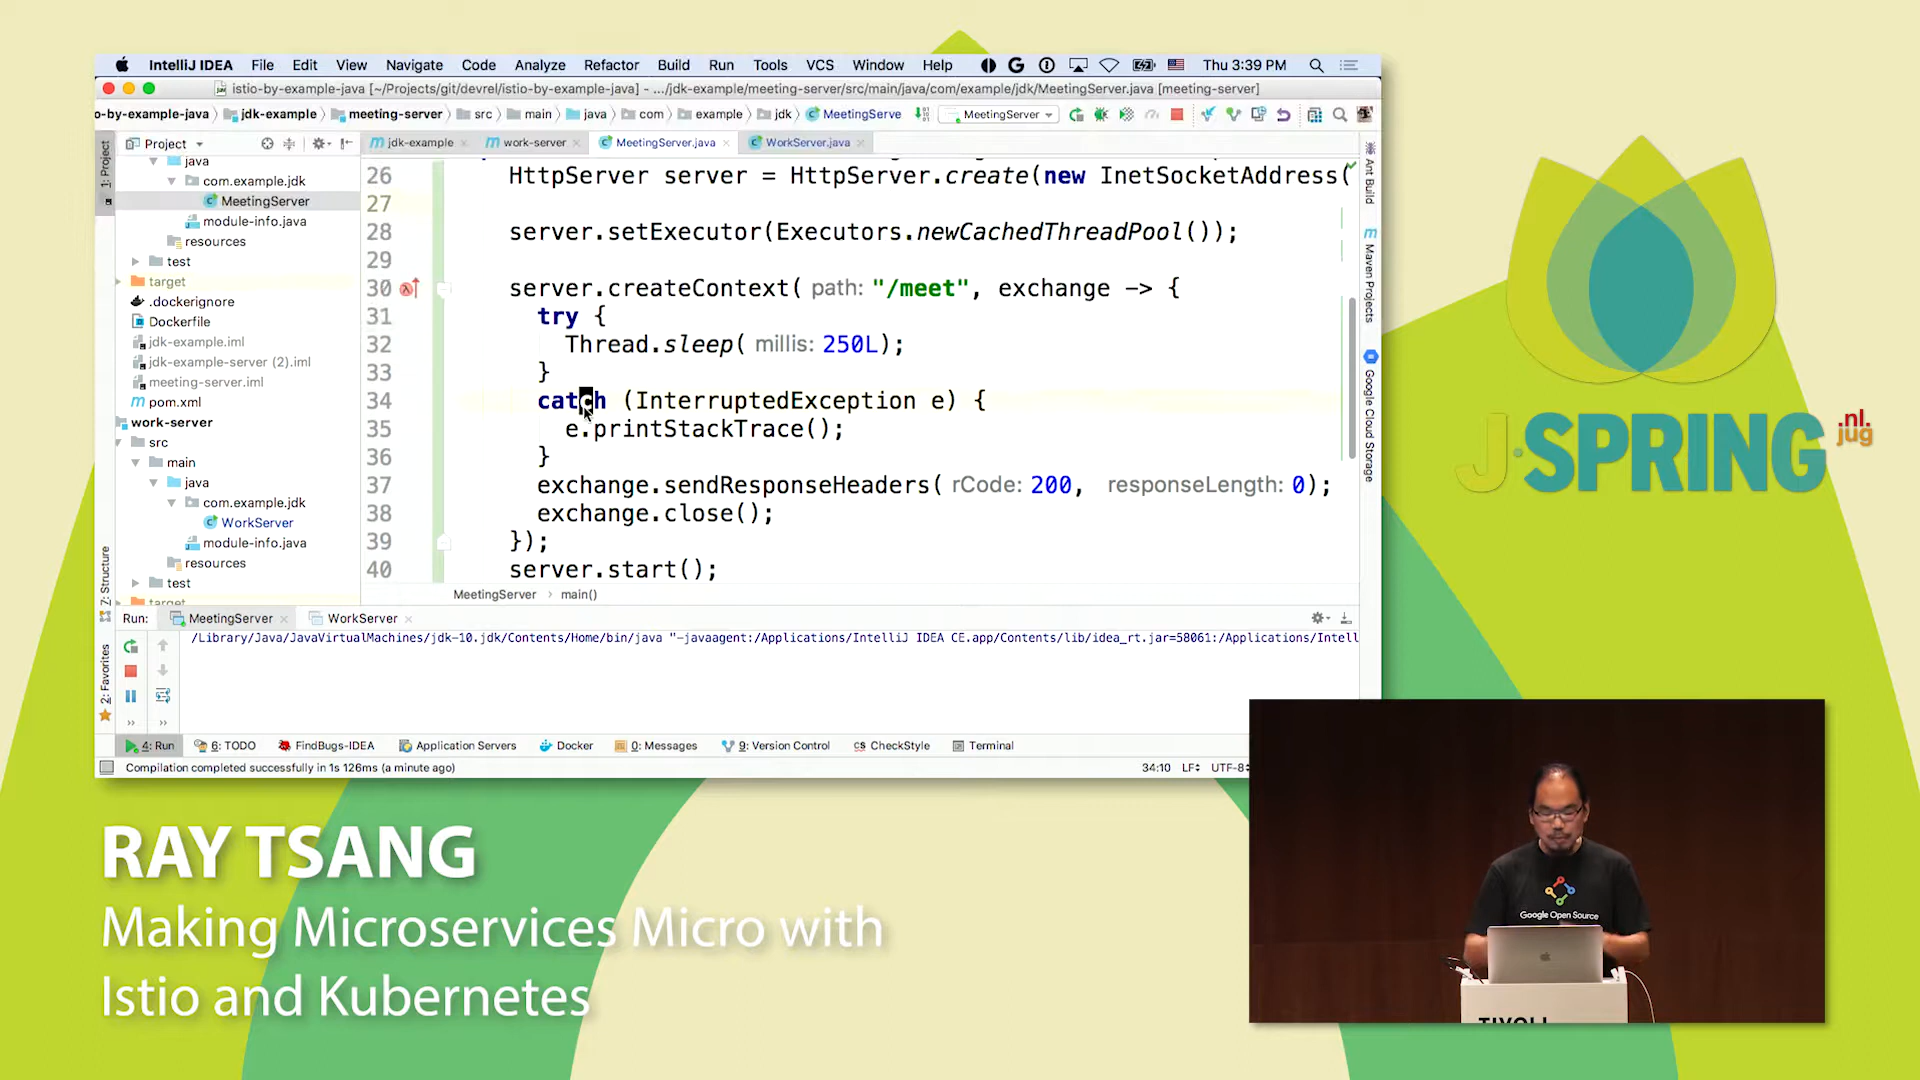 IntelliJ IDEA File Edit View Navigate Code Analyze Refactor Build Run Tools VCS Window Help Thu 3:39 PM
istio-by-example-java [~/Projects/git/devrel/istio-by-example-java] - .../jdk-example/meeting-server/src/main/java/com/example/jdk/MeetingServer.java [meeting-server]
o-by-example-java jdk-example meeting-server src main java com example jdk MeetingServe MeetingServer
1: Project
Project
jdk-example work-server MeetingServer.java WorkServer.java
java
com.example.jdk
MeetingServer
module-info.java
resources
test
target
.dockerignore
Dockerfile
jdk-example.iml
jdk-example-server (2).iml
meeting-server.iml
pom.xml
work-server
src
main
java
com.example.jdk
WorkServer
module-info.java
resources
test
target
26 HttpServer server = HttpServer.create(new InetSocketAddress(
27
28 server.setExecutor(Executors.newCachedThreadPool());
29
30 server.createContext( path: "/meet", exchange -> {
31 try {
32 Thread.sleep( millis: 250L);
33 }
34 catch (InterruptedException e) {
35 e.printStackTrace();
36 }
37 exchange.sendResponseHeaders( rCode: 200, responseLength: 0);
38 exchange.close();
39 });
40 server.start();
MeetingServer > main()
Ant Build
Maven Projects
Google Cloud Storage
Z: Structure
2: Favorites
Run: MeetingServer WorkServer
/Library/Java/JavaVirtualMachines/jdk-10.jdk/Contents/Home/bin/java "-javaagent:/Applications/IntelliJ IDEA CE.app/Contents/lib/idea_rt.jar=58061:/Applications/Intell
4: Run 6: TODO FindBugs-IDEA Application Servers Docker 0: Messages 9: Version Control CheckStyle Terminal
Compilation completed successfully in 1s 126ms (a minute ago) 34:10 LF UTF-8
J·SPRING
.nl.
jug
RAY TSANG
Making Microservices Micro with
Istio and Kubernetes
Google Open Source
TIVOLI